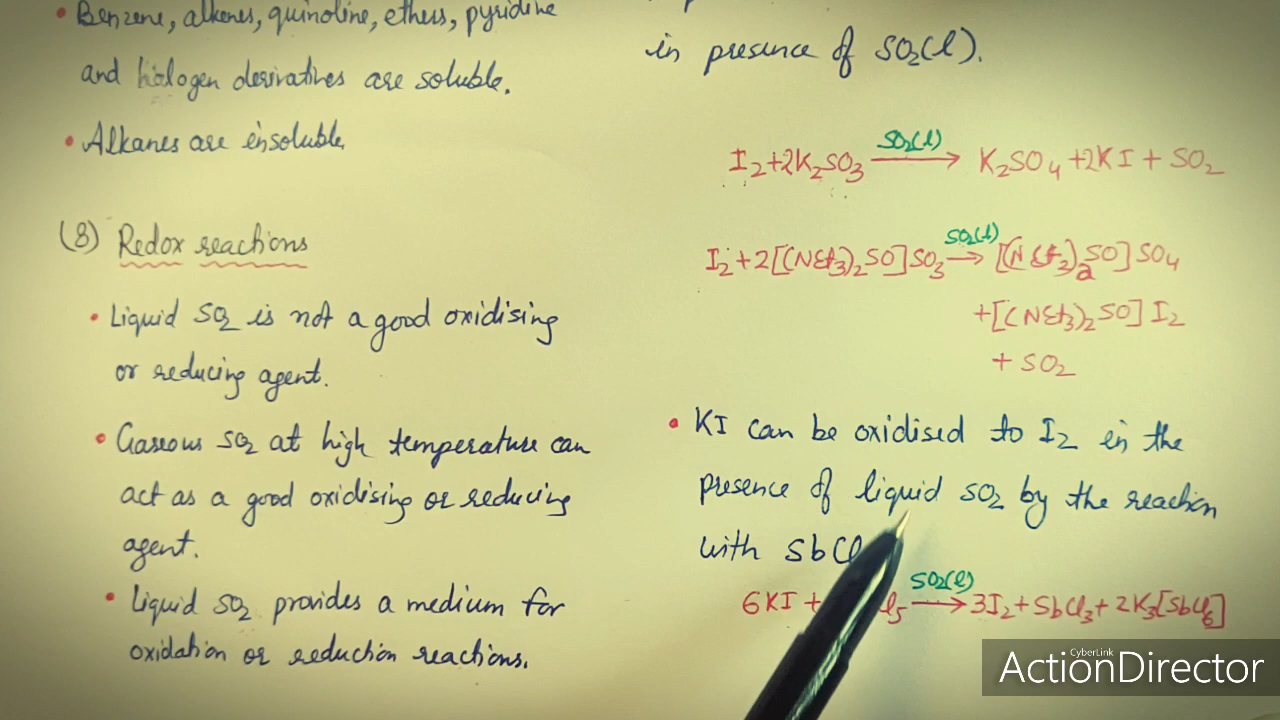 • Benzene, alkenes, quinoline, ethers, pyridine
and halogen derivatives are soluble.
• Alkanes are insoluble.
(8) Redox reactions
• Liquid SO₂ is not a good oxidising
or reducing agent.
• Gaseous SO₂ at high temperature can
act as a good oxidising or reducing
agent.
• Liquid SO₂ provides a medium for
oxidation or reduction reactions.
in presence of SO₂(l).
SO₂(l)
I₂+2K₂SO₃ → K₂SO₄+2KI+SO₂
SO₂(l)
I₂+2[(NEt₃)₂SO]SO₃ → [(NEt₃)₂SO]SO₄
+[(NEt₃)₂SO]I₂
+ SO₂
• KI can be oxidised to I₂ in the
presence of liquid SO₂ by the reaction
with SbCl
SO₂(l)
6KI + l₅ → 3I₂+SbCl₃+2K₃[SbCl₆]
CyberLink
ActionDirector